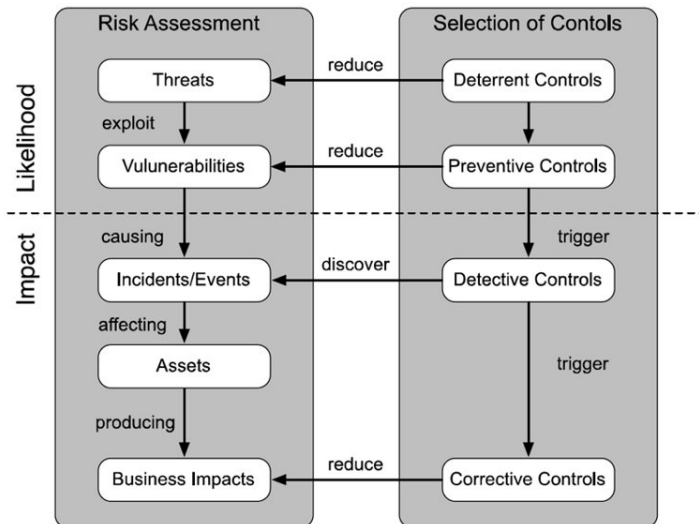 Risk Assessment
Selection of Contols
Likelihood
Threats
reduce
Deterrent Controls
exploit
Vulunerabilities
reduce
Preventive Controls
Impact
causing
trigger
Incidents/Events
discover
Detective Controls
affecting
Assets
trigger
producing
Business Impacts
reduce
Corrective Controls